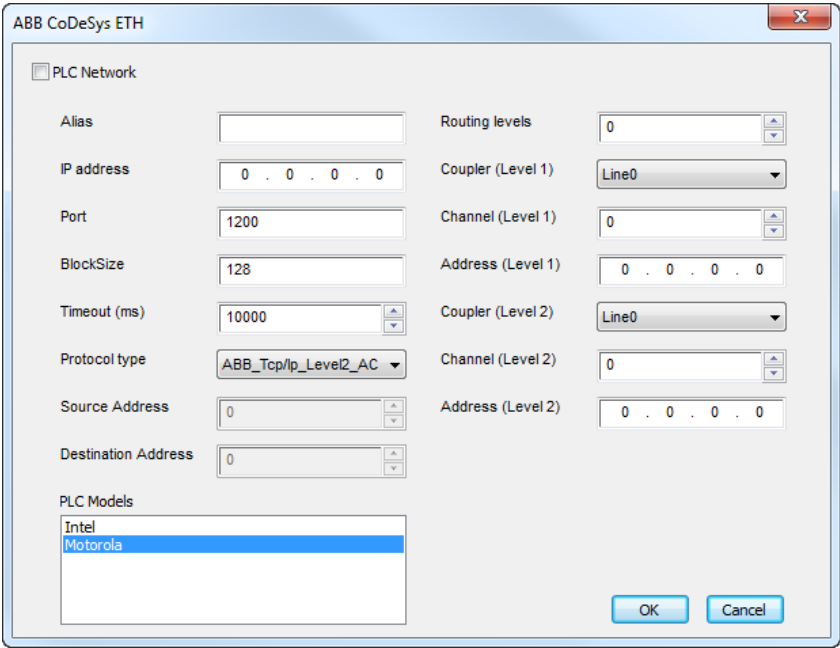 ABB CoDeSys ETH
PLC Network
Alias
IP address 0 . 0 . 0 . 0
Port 1200
BlockSize 128
Timeout (ms) 10000
Protocol type ABB_Tcp/Ip_Level2_AC
Source Address 0
Destination Address 0
PLC Models
Intel
Motorola
Routing levels 0
Coupler (Level 1) Line0
Channel (Level 1) 0
Address (Level 1) 0 . 0 . 0 . 0
Coupler (Level 2) Line0
Channel (Level 2) 0
Address (Level 2) 0 . 0 . 0 . 0
OK Cancel